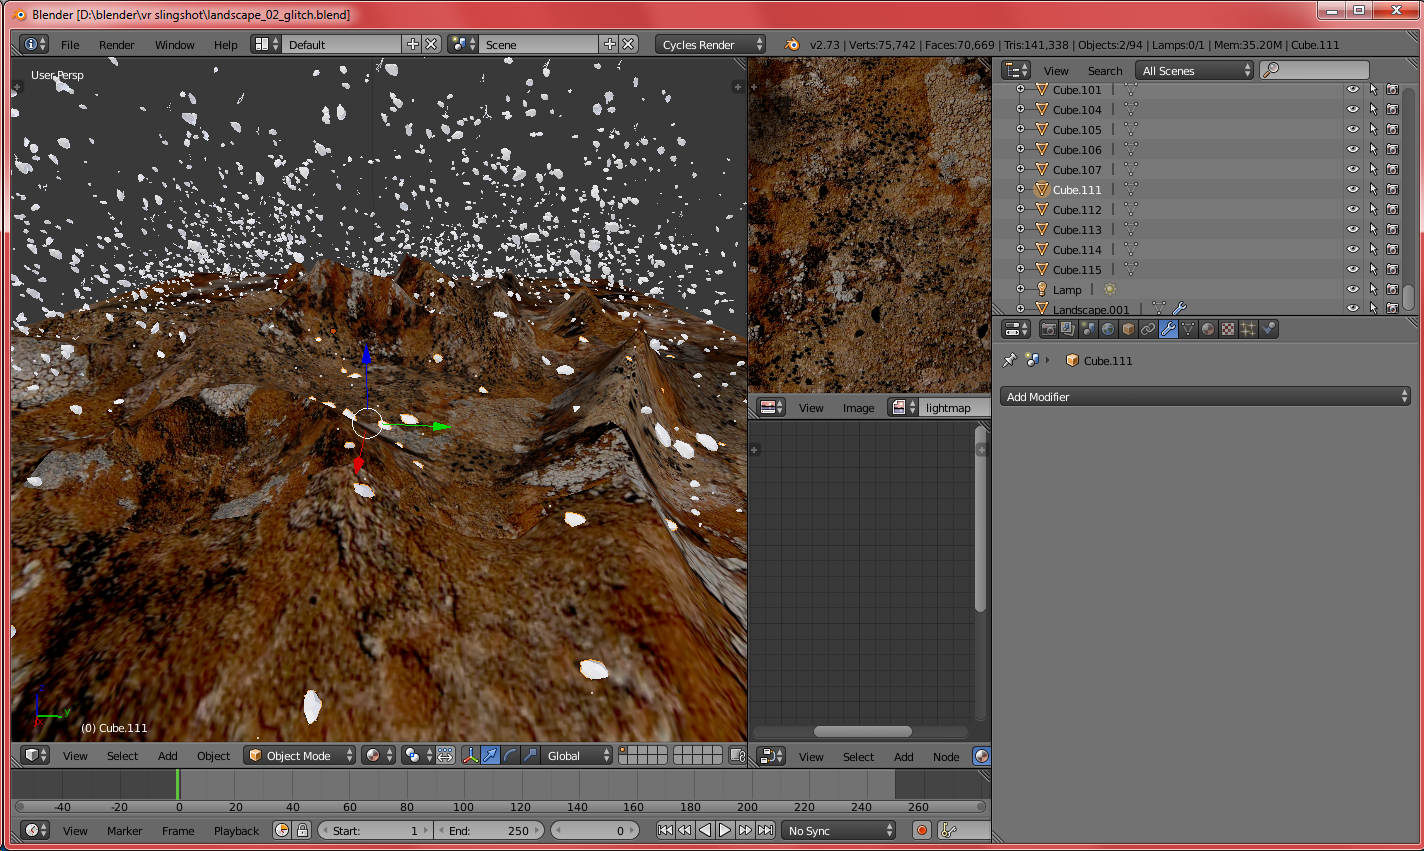 Blender [D:\blender\vr slingshot\landscape_02_glitch.blend]
File Render Window Help Default Scene Cycles Render v2.73 | Verts:75,742 | Faces:70,669 | Tris:141,338 | Objects:2/94 | Lamps:0/1 | Mem:35.20M | Cube.111
User Persp
View Search All Scenes
Cube.101
Cube.104
Cube.105
Cube.106
Cube.107
Cube.111
Cube.112
Cube.113
Cube.114
Cube.115
Lamp
Landscape.001
Cube.111
Add Modifier
View Image lightmap
y
(0) Cube.111
View Select Add Object Object Mode Global
View Select Add Node
-40 -20 0 20 40 60 80 100 120 140 160 180 200 220 240 260
View Marker Frame Playback Start: 1 End: 250 0 No Sync